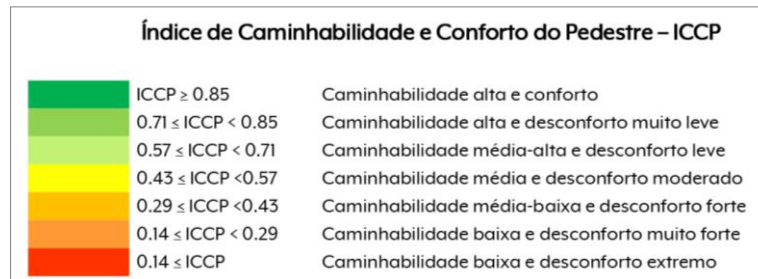 Índice de Caminhabilidade e Conforto do Pedestre – ICCP
ICCP ≥ 0.85 Caminhabilidade alta e conforto
0.71 ≤ ICCP < 0.85 Caminhabilidade alta e desconforto muito leve
0.57 ≤ ICCP < 0.71 Caminhabilidade média-alta e desconforto leve
0.43 ≤ ICCP <0.57 Caminhabilidade média e desconforto moderado
0.29 ≤ ICCP <0.43 Caminhabilidade média-baixa e desconforto forte
0.14 ≤ ICCP < 0.29 Caminhabilidade baixa e desconforto muito forte
0.14 ≤ ICCP Caminhabilidade baixa e desconforto extremo